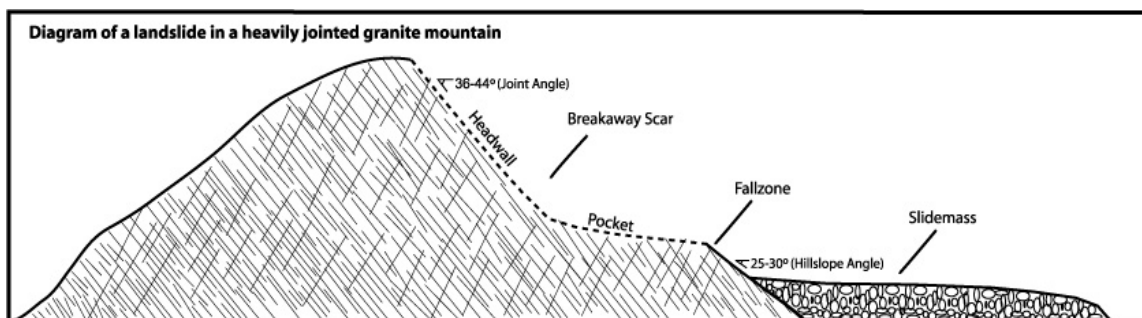 Diagram of a landslide in a heavily jointed granite mountain
36-44º (Joint Angle)
Headwall
Breakaway Scar
Pocket
Fallzone
25-30º (Hillslope Angle)
Slidemass